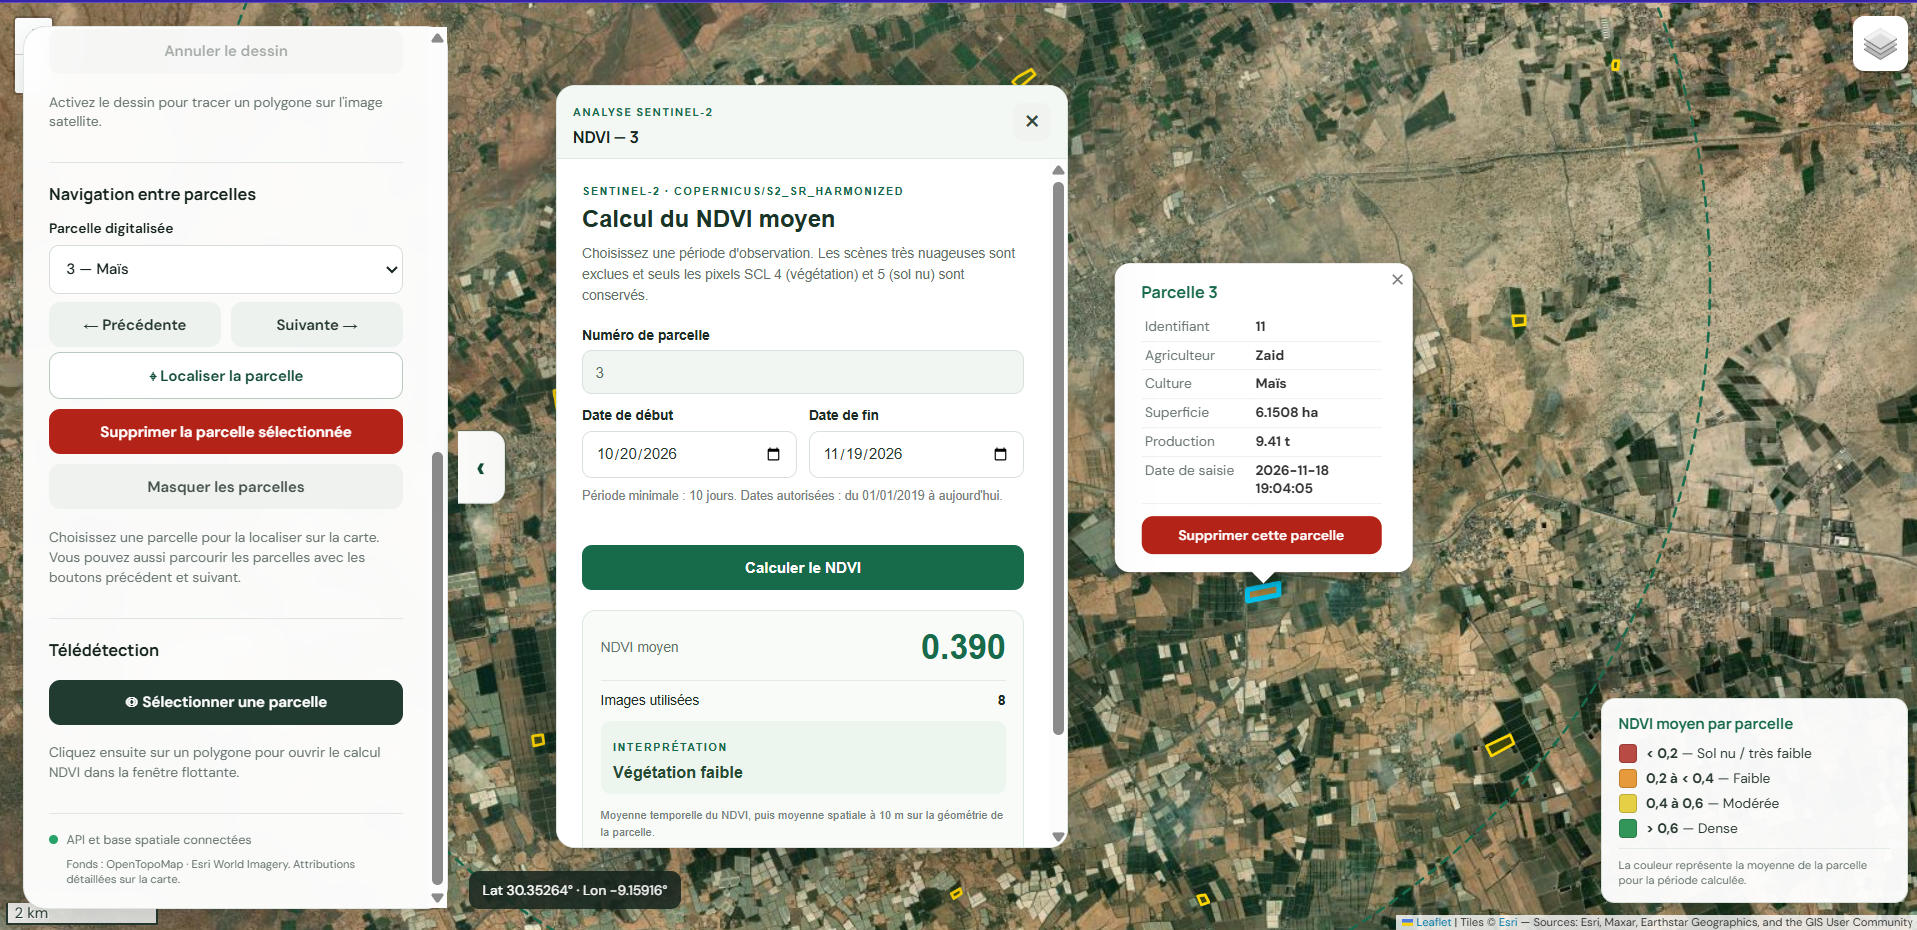 Annuler le dessin
Activez le dessin pour tracer un polygone sur l'image
satellite.
Navigation entre parcelles
Parcelle digitalisée
3 — Maïs
← Précédente
Suivante →
⌖ Localiser la parcelle
Supprimer la parcelle sélectionnée
Masquer les parcelles
Choisissez une parcelle pour la localiser sur la carte.
Vous pouvez aussi parcourir les parcelles avec les
boutons précédent et suivant.
Télédétection
Sélectionner une parcelle
Cliquez ensuite sur un polygone pour ouvrir le calcul
NDVI dans la fenêtre flottante.
API et base spatiale connectées
Fonds : OpenTopoMap · Esri World Imagery. Attributions
détaillées sur la carte.
2 km
ANALYSE SENTINEL-2
NDVI — 3
SENTINEL-2 · COPERNICUS/S2_SR_HARMONIZED
Calcul du NDVI moyen
Choisissez une période d'observation. Les scènes très nuageuses sont
exclues et seuls les pixels SCL 4 (végétation) et 5 (sol nu) sont
conservés.
Numéro de parcelle
3
Date de début
Date de fin
10/20/2026
11/19/2026
Période minimale : 10 jours. Dates autorisées : du 01/01/2019 à aujourd'hui.
Calculer le NDVI
NDVI moyen 0.390
Images utilisées 8
INTERPRÉTATION
Végétation faible
Moyenne temporelle du NDVI, puis moyenne spatiale à 10 m sur la géométrie de
la parcelle.
Lat 30.35264° · Lon -9.15916°
Parcelle 3
Identifiant 11
Agriculteur Zaid
Culture Maïs
Superficie 6.1508 ha
Production 9.41 t
Date de saisie 2026-11-18
19:04:05
Supprimer cette parcelle
NDVI moyen par parcelle
< 0,2 — Sol nu / très faible
0,2 à < 0,4 — Faible
0,4 à 0,6 — Modérée
> 0,6 — Dense
La couleur représente la moyenne de la parcelle
pour la période calculée.
Leaflet | Tiles © Esri — Sources: Esri, Maxar, Earthstar Geographics, and the GIS User Community